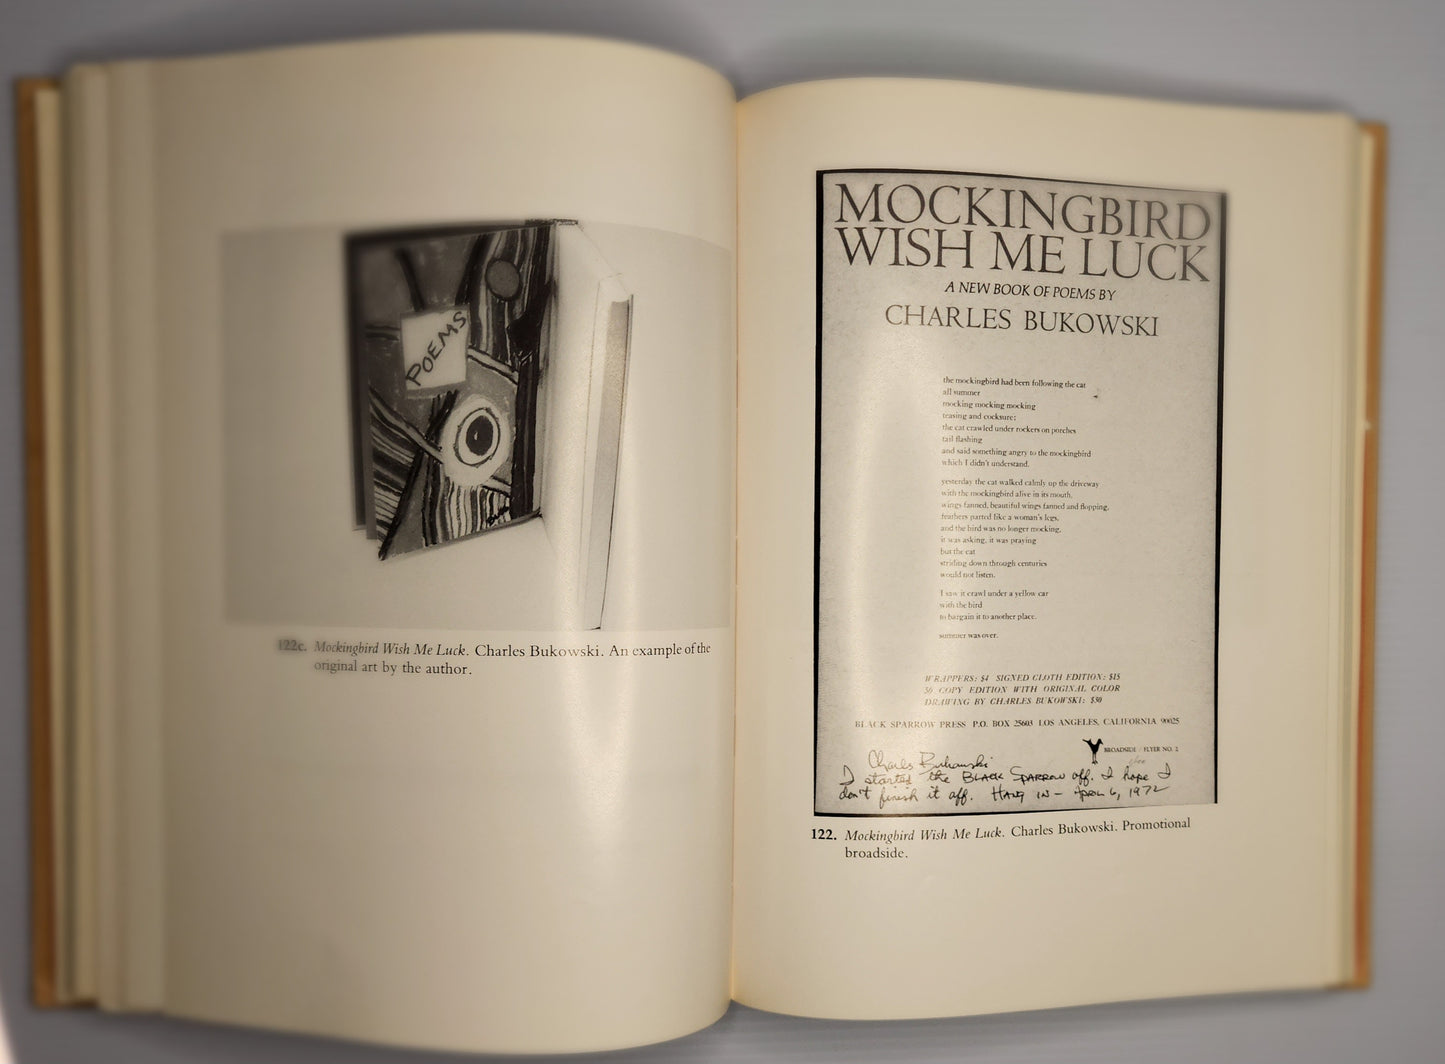 POEMS
122c. Mockingbird Wish Me Luck. Charles Bukowski. An example of the
original art by the author.
MOCKINGBIRD
WISH ME LUCK
A NEW BOOK OF POEMS BY
CHARLES BUKOWSKI
the mockingbird had been following the cat
all summer
mocking mocking mocking
teasing and cocksure;
the cat crawled under rockers on porches
tail flashing
and said something angry to the mockingbird
which I didn't understand.
yesterday the cat walked calmly up the driveway
with the mockingbird alive in its mouth,
wings fanned, beautiful wings fanned and flopping,
feathers parted like a woman's legs,
and the bird was no longer mocking,
it was asking, it was praying
but the cat
striding down through centuries
would not listen.
I saw it crawl under a yellow car
with the bird
to bargain it to another place.
summer was over.
WRAPPERS: $4 SIGNED CLOTH EDITION: $15
50 COPY EDITION WITH ORIGINAL COLOR
DRAWING BY CHARLES BUKOWSKI: $50
BLACK SPARROW PRESS P.O. BOX 25603 LOS ANGELES, CALIFORNIA 90025
BROADSIDE / FLYER NO. 2
Charles Bukowski
I started the BLACK SPARROW off. I hope I
don't finish it off. HANG IN – APRIL 6, 1972
122. Mockingbird Wish Me Luck. Charles Bukowski. Promotional
broadside.